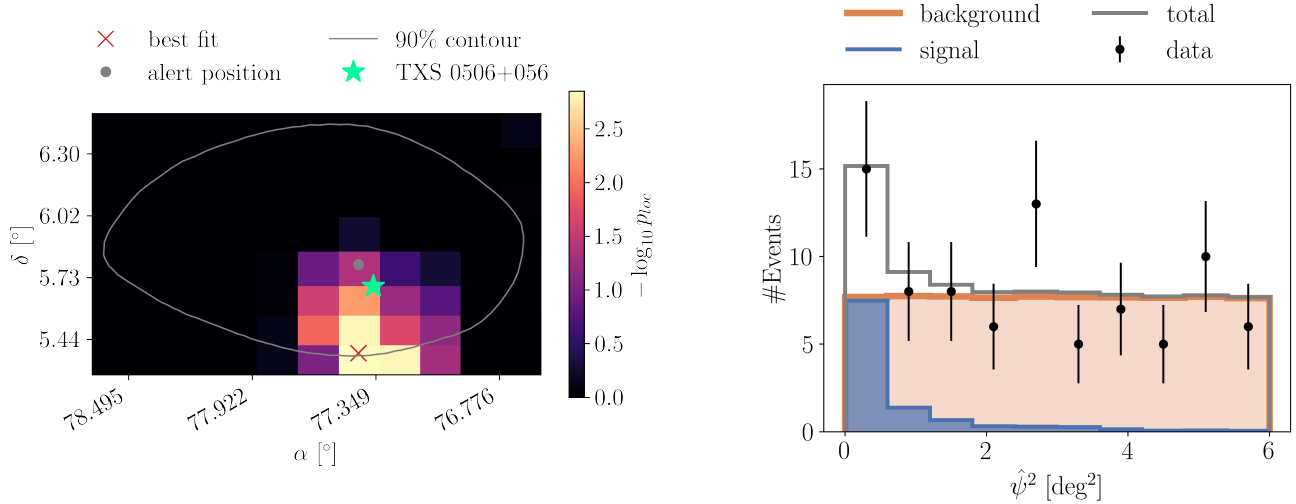 best fit
90% contour
alert position
TXS 0506+056
6.30
6.02
5.73
5.44
δ [°]
78.495
77.922
77.349
76.776
α [°]
2.5
2.0
1.5
1.0
0.5
0.0
− log₁₀ p_loc
background
total
signal
data
15
10
5
0
#Events
0
2
4
6
ψ̂² [deg²]